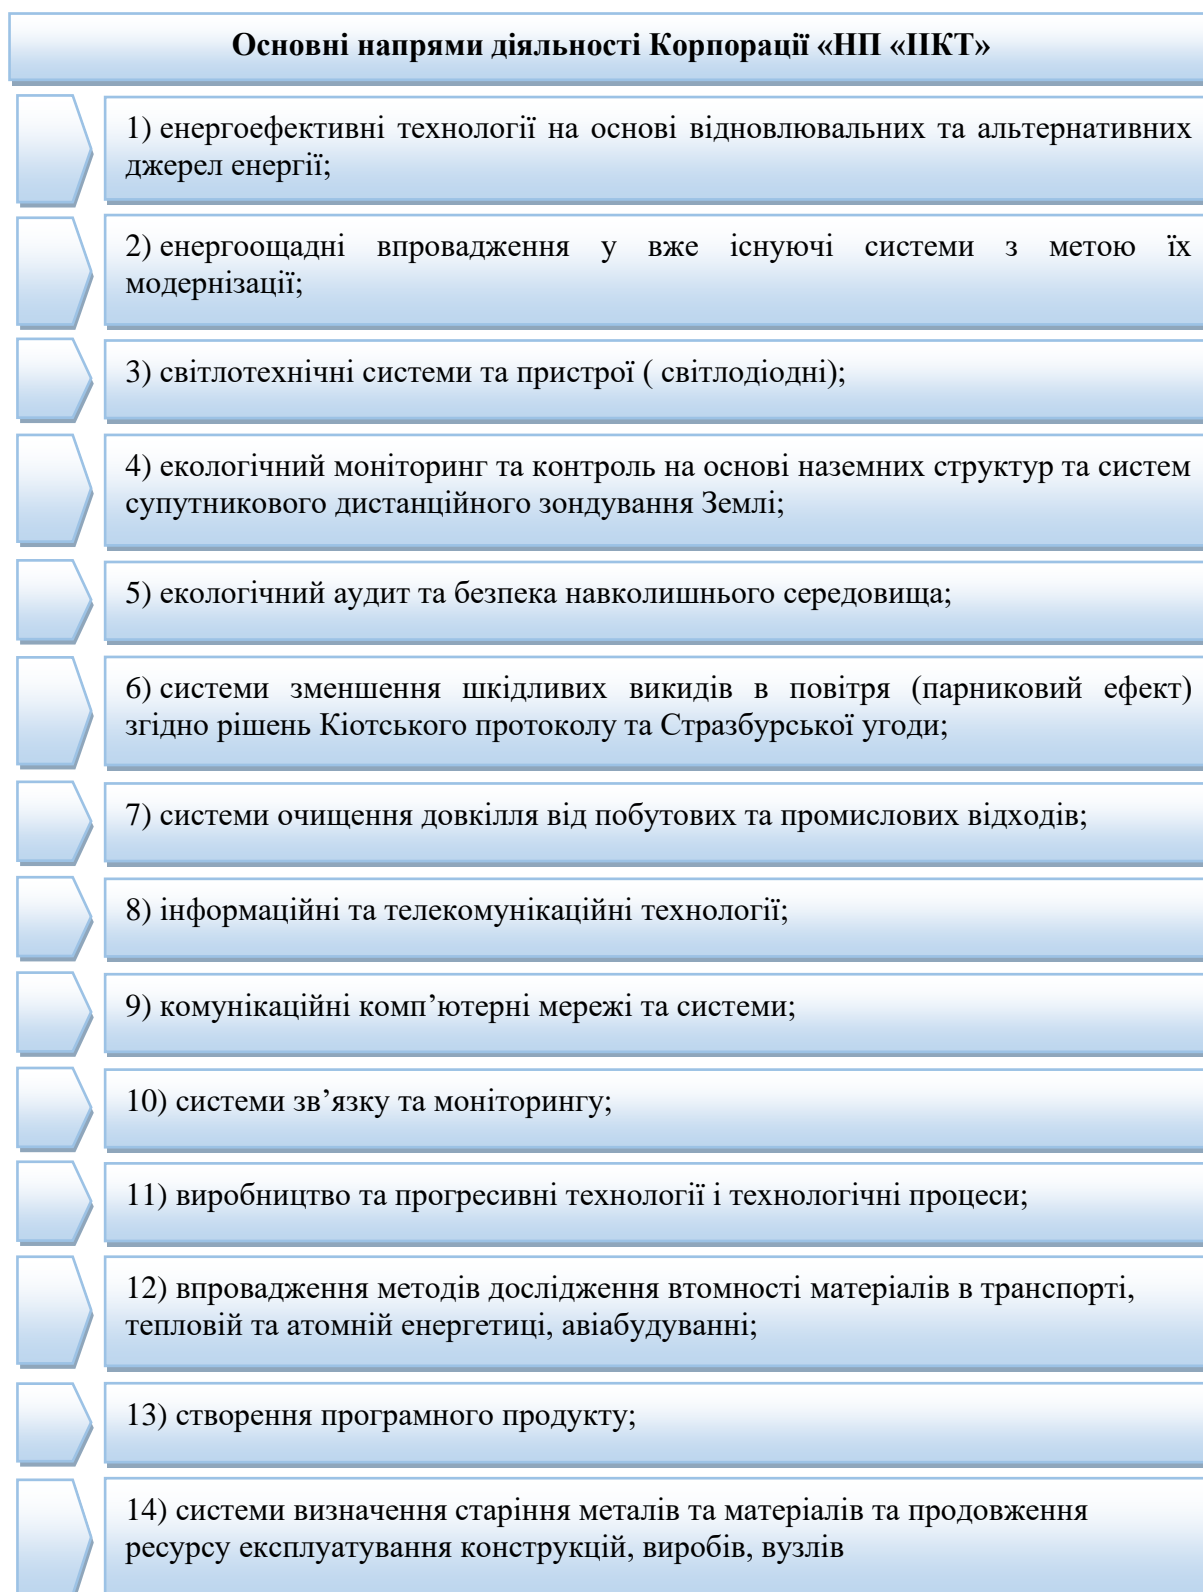 Основні напрями діяльності Корпорації «НП «ІІКТ»
1) енергоефективні технології на основі відновлювальних та альтернативних
джерел енергії;
2) енергоощадні впровадження у вже існуючі системи з метою їх
модернізації;
3) світлотехнічні системи та пристрої ( світлодіодні);
4) екологічний моніторинг та контроль на основі наземних структур та систем
супутникового дистанційного зондування Землі;
5) екологічний аудит та безпека навколишнього середовища;
6) системи зменшення шкідливих викидів в повітря (парниковий ефект)
згідно рішень Кіотського протоколу та Стразбурської угоди;
7) системи очищення довкілля від побутових та промислових відходів;
8) інформаційні та телекомунікаційні технології;
9) комунікаційні комп’ютерні мережі та системи;
10) системи зв’язку та моніторингу;
11) виробництво та прогресивні технології і технологічні процеси;
12) впровадження методів дослідження втомності матеріалів в транспорті,
тепловій та атомній енергетиці, авіабудуванні;
13) створення програмного продукту;
14) системи визначення старіння металів та матеріалів та продовження
ресурсу експлуатування конструкцій, виробів, вузлів